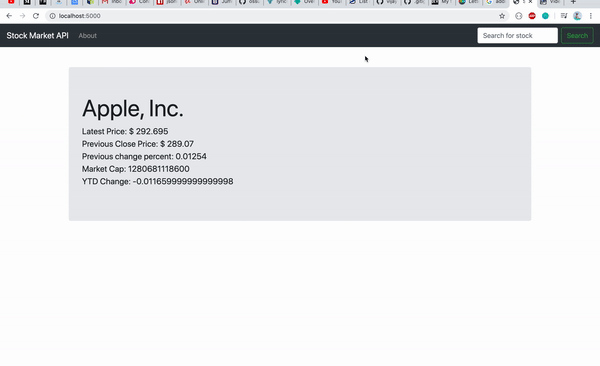 localhost:5000
Stock Market API About Search for stock Search
Apple, Inc.
Latest Price: $ 292.695
Previous Close Price: $ 289.07
Previous change percent: 0.01254
Market Cap: 1280681118600
YTD Change: -0.011659999999999998